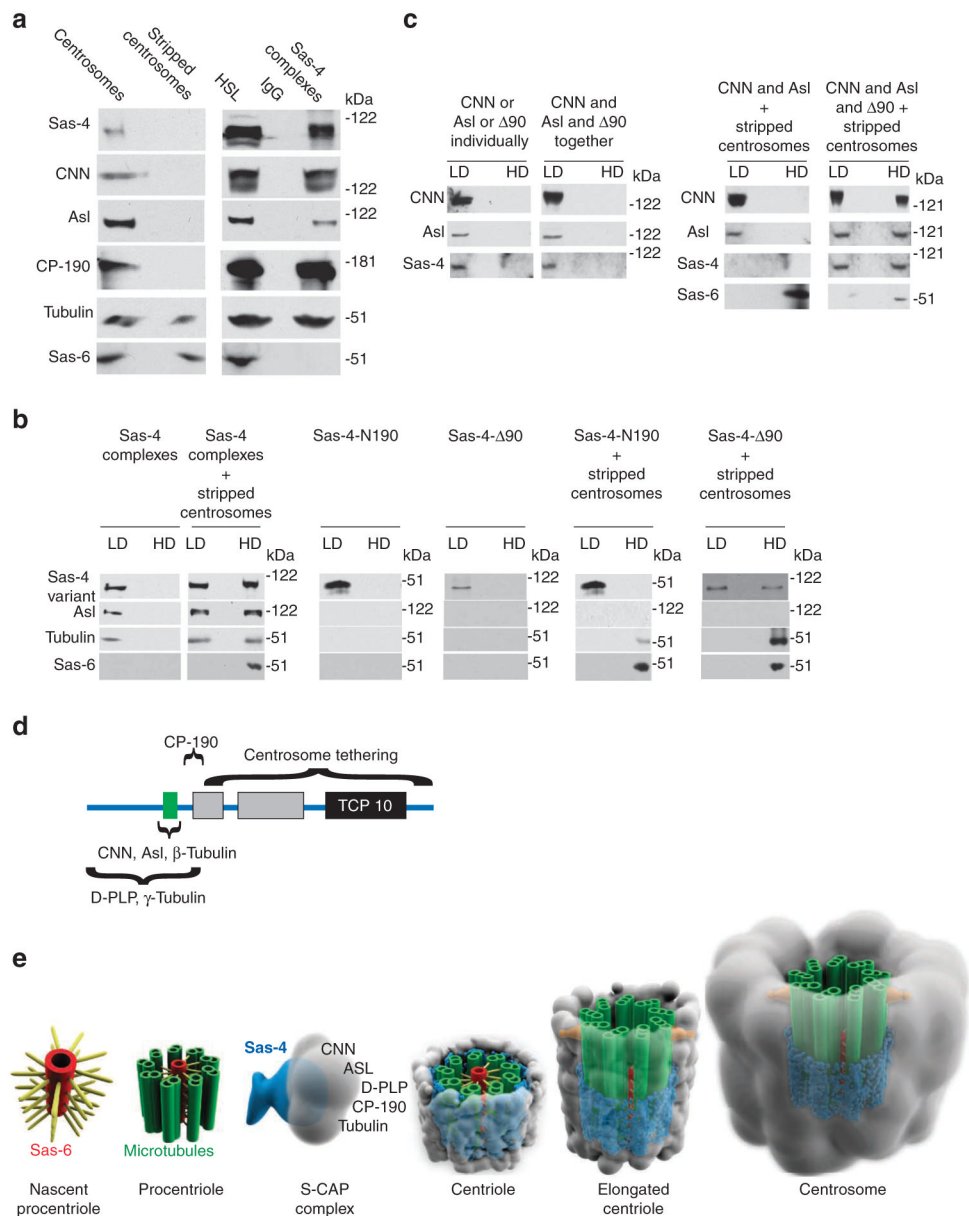 a
Centrosomes
Stripped
centrosomes
HSL
IgG
Sas-4
complexes
kDa
Sas-4
-122
CNN
-122
Asl
-122
CP-190
-181
Tubulin
-51
Sas-6
-51
c
CNN or
Asl or Δ90
individually
CNN and
Asl and Δ90
together
CNN and Asl
+
stripped
centrosomes
CNN and Asl
and Δ90 +
stripped
centrosomes
LD HD LD HD kDa
LD HD LD HD kDa
CNN -122 CNN -121
Asl -122 Asl -121
Sas-4 -122 Sas-4 -121
Sas-6 -51
b
Sas-4
complexes
Sas-4
complexes
+
stripped
centrosomes
Sas-4-N190
Sas-4-Δ90
Sas-4-N190
+
stripped
centrosomes
Sas-4-Δ90
+
stripped
centrosomes
LD HD LD HD kDa LD HD kDa LD HD kDa LD HD kDa LD HD kDa
Sas-4
variant
-122 -51 -122 -51 -122
Asl -122 -122 -122 -122 -122
Tubulin -51 -51 -51 -51 -51
Sas-6 -51 -51 -51 -51 -51
d
CP-190
Centrosome tethering
TCP 10
CNN, Asl, β-Tubulin
D-PLP, γ-Tubulin
e
Sas-6
Nascent
procentriole
Microtubules
Procentriole
Sas-4
CNN
ASL
D-PLP
CP-190
Tubulin
S-CAP
complex
Centriole
Elongated
centriole
Centrosome